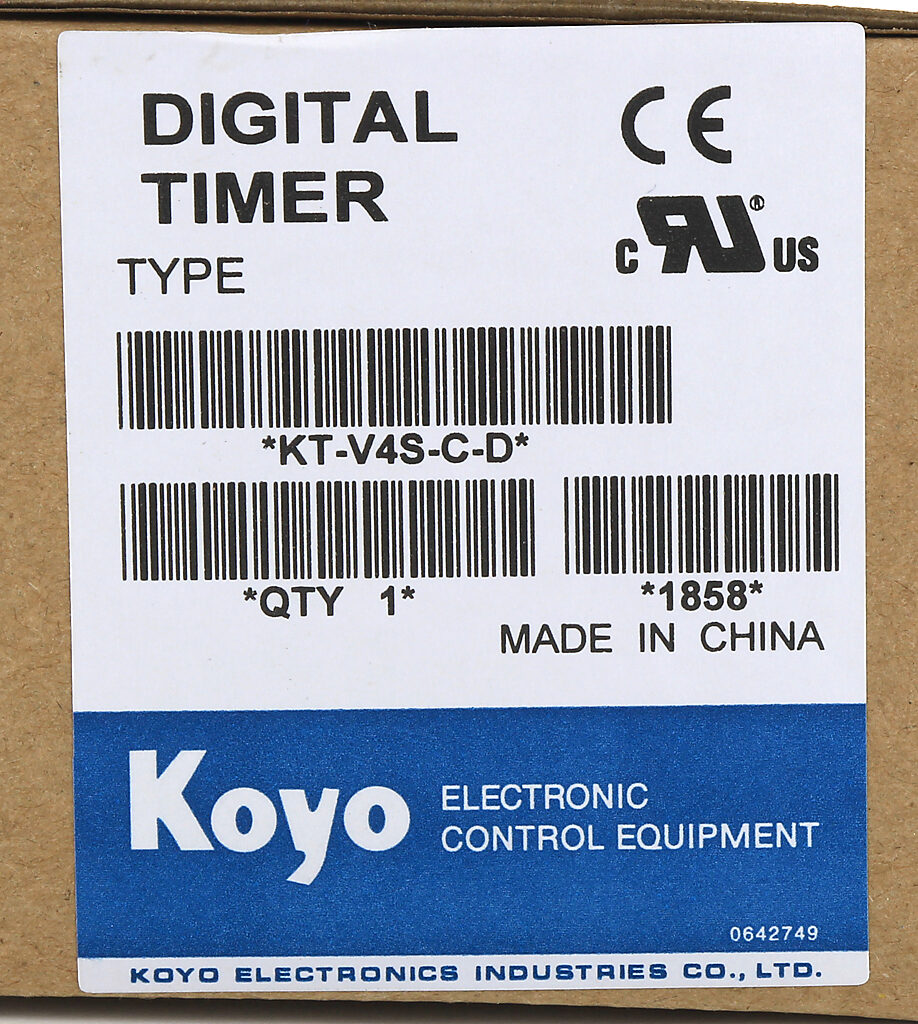 DIGITAL
TIMER
CE
C RU® US
TYPE
*KT-V4S-C-D*
*QTY 1*
*1858*
MADE IN CHINA
Koyo
ELECTRONIC
CONTROL EQUIPMENT
0642749
KOYO ELECTRONICS INDUSTRIES CO., LTD.